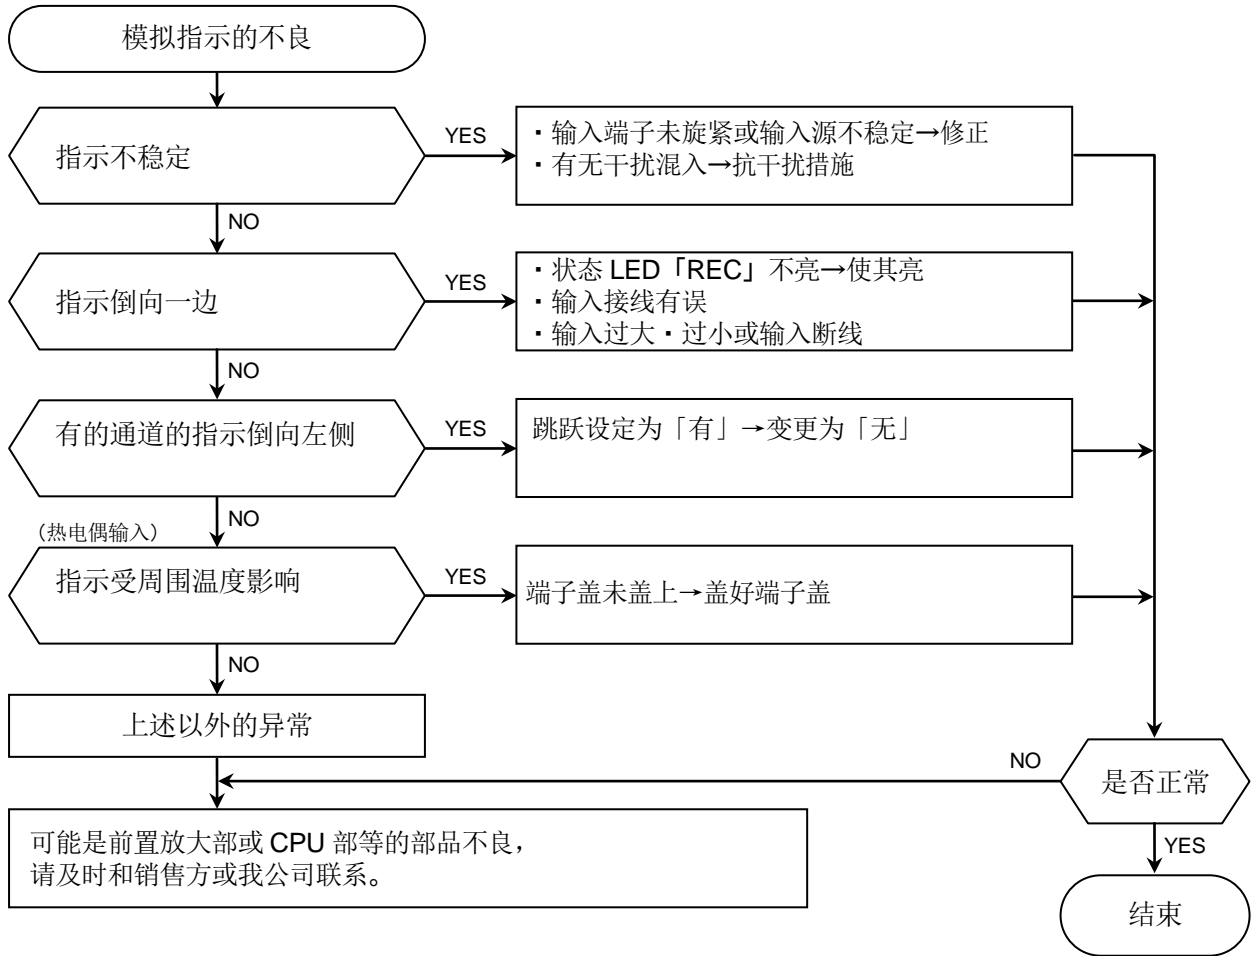 模拟指示的不良
指示不稳定
YES
・输入端子未旋紧或输入源不稳定→修正
・有无干扰混入→抗干扰措施
NO
指示倒向一边
YES
・状态 LED「REC」不亮→使其亮
・输入接线有误
・输入过大・过小或输入断线
NO
有的通道的指示倒向左侧
YES
跳跃设定为「有」→变更为「无」
NO
(热电偶输入)
指示受周围温度影响
YES
端子盖未盖上→盖好端子盖
NO
上述以外的异常
NO
是否正常
可能是前置放大部或 CPU 部等的部品不良，
请及时和销售方或我公司联系。
YES
结束